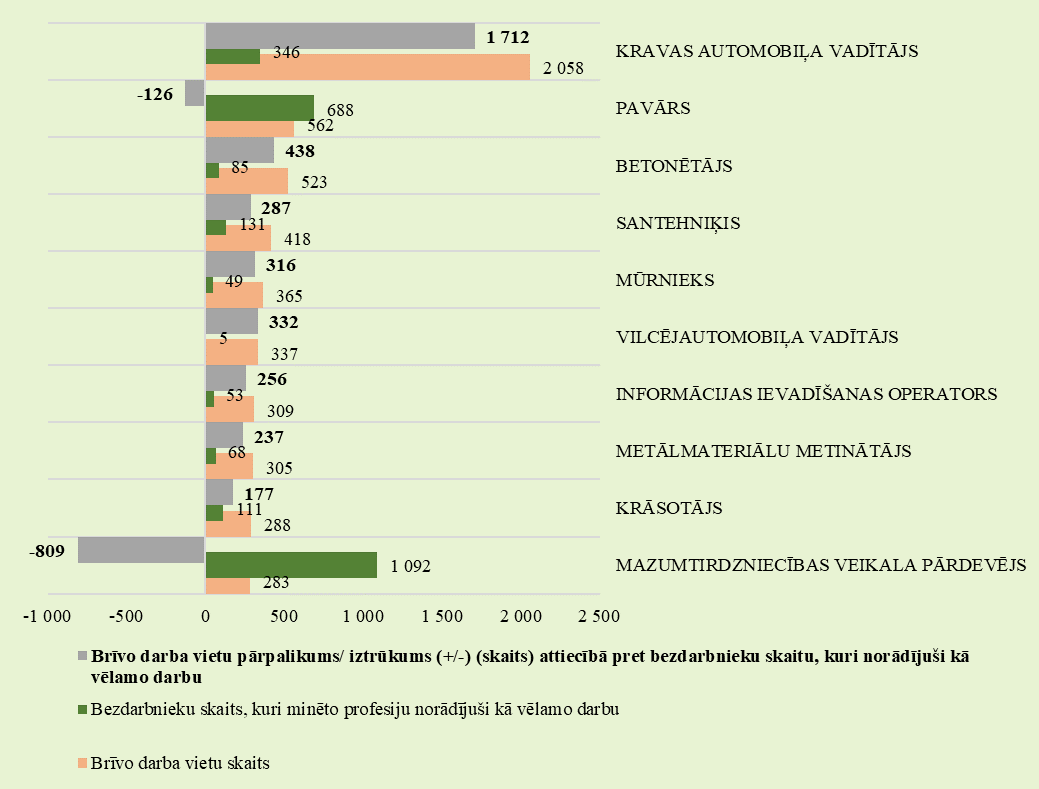 1 712
346
2 058
KRAVAS AUTOMOBIĻA VADĪTĀJS
-126
688
562
PAVĀRS
438
85
523
BETONĒTĀJS
287
131
418
SANTEHNIĶIS
316
49
365
MŪRNIEKS
332
5
337
VILCĒJAUTOMOBIĻA VADĪTĀJS
256
53
309
INFORMĀCIJAS IEVADĪŠANAS OPERATORS
237
68
305
METĀLMATERIĀLU METINĀTĀJS
177
111
288
KRĀSOTĀJS
-809
1 092
283
MAZUMTIRDZNIECĪBAS VEIKALA PĀRDEVĒJS
-1 000 -500 0 500 1 000 1 500 2 000 2 500
Brīvo darba vietu pārpalikums/ iztrūkums (+/-) (skaits) attiecībā pret bezdarbnieku skaitu, kuri norādījuši kā
vēlamo darbu
Bezdarbnieku skaits, kuri minēto profesiju norādījuši kā vēlamo darbu
Brīvo darba vietu skaits